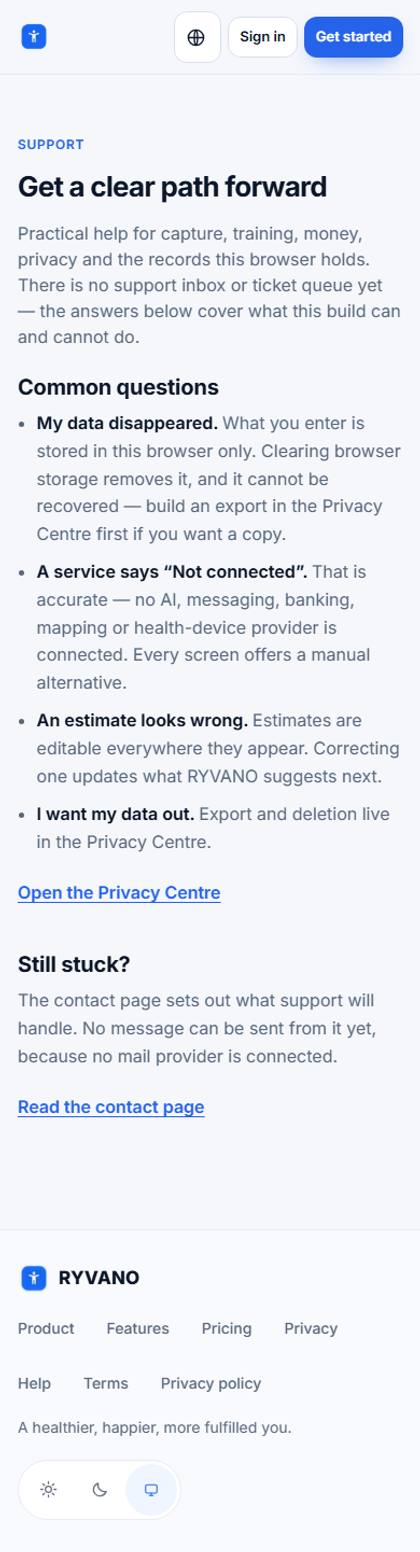 Sign in
Get started
SUPPORT
Get a clear path forward
Practical help for capture, training, money,
privacy and the records this browser holds.
There is no support inbox or ticket queue yet
— the answers below cover what this build can
and cannot do.
Common questions
• My data disappeared. What you enter is
stored in this browser only. Clearing browser
storage removes it, and it cannot be
recovered — build an export in the Privacy
Centre first if you want a copy.
• A service says “Not connected”. That is
accurate — no AI, messaging, banking,
mapping or health-device provider is
connected. Every screen offers a manual
alternative.
• An estimate looks wrong. Estimates are
editable everywhere they appear. Correcting
one updates what RYVANO suggests next.
• I want my data out. Export and deletion live
in the Privacy Centre.
Open the Privacy Centre
Still stuck?
The contact page sets out what support will
handle. No message can be sent from it yet,
because no mail provider is connected.
Read the contact page
RYVANO
Product Features Pricing Privacy
Help Terms Privacy policy
A healthier, happier, more fulfilled you.